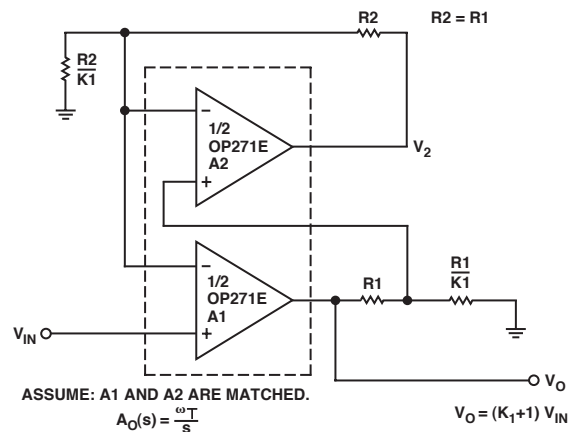 R2 = R1
R2
R2
K1
–
1/2
OP271E
A2
+
V2
–
1/2
OP271E
A1
+
R1
R1
K1
VIN
VO
ASSUME: A1 AND A2 ARE MATCHED.
AO(s) = ωT
s
VO = (K1+1) VIN